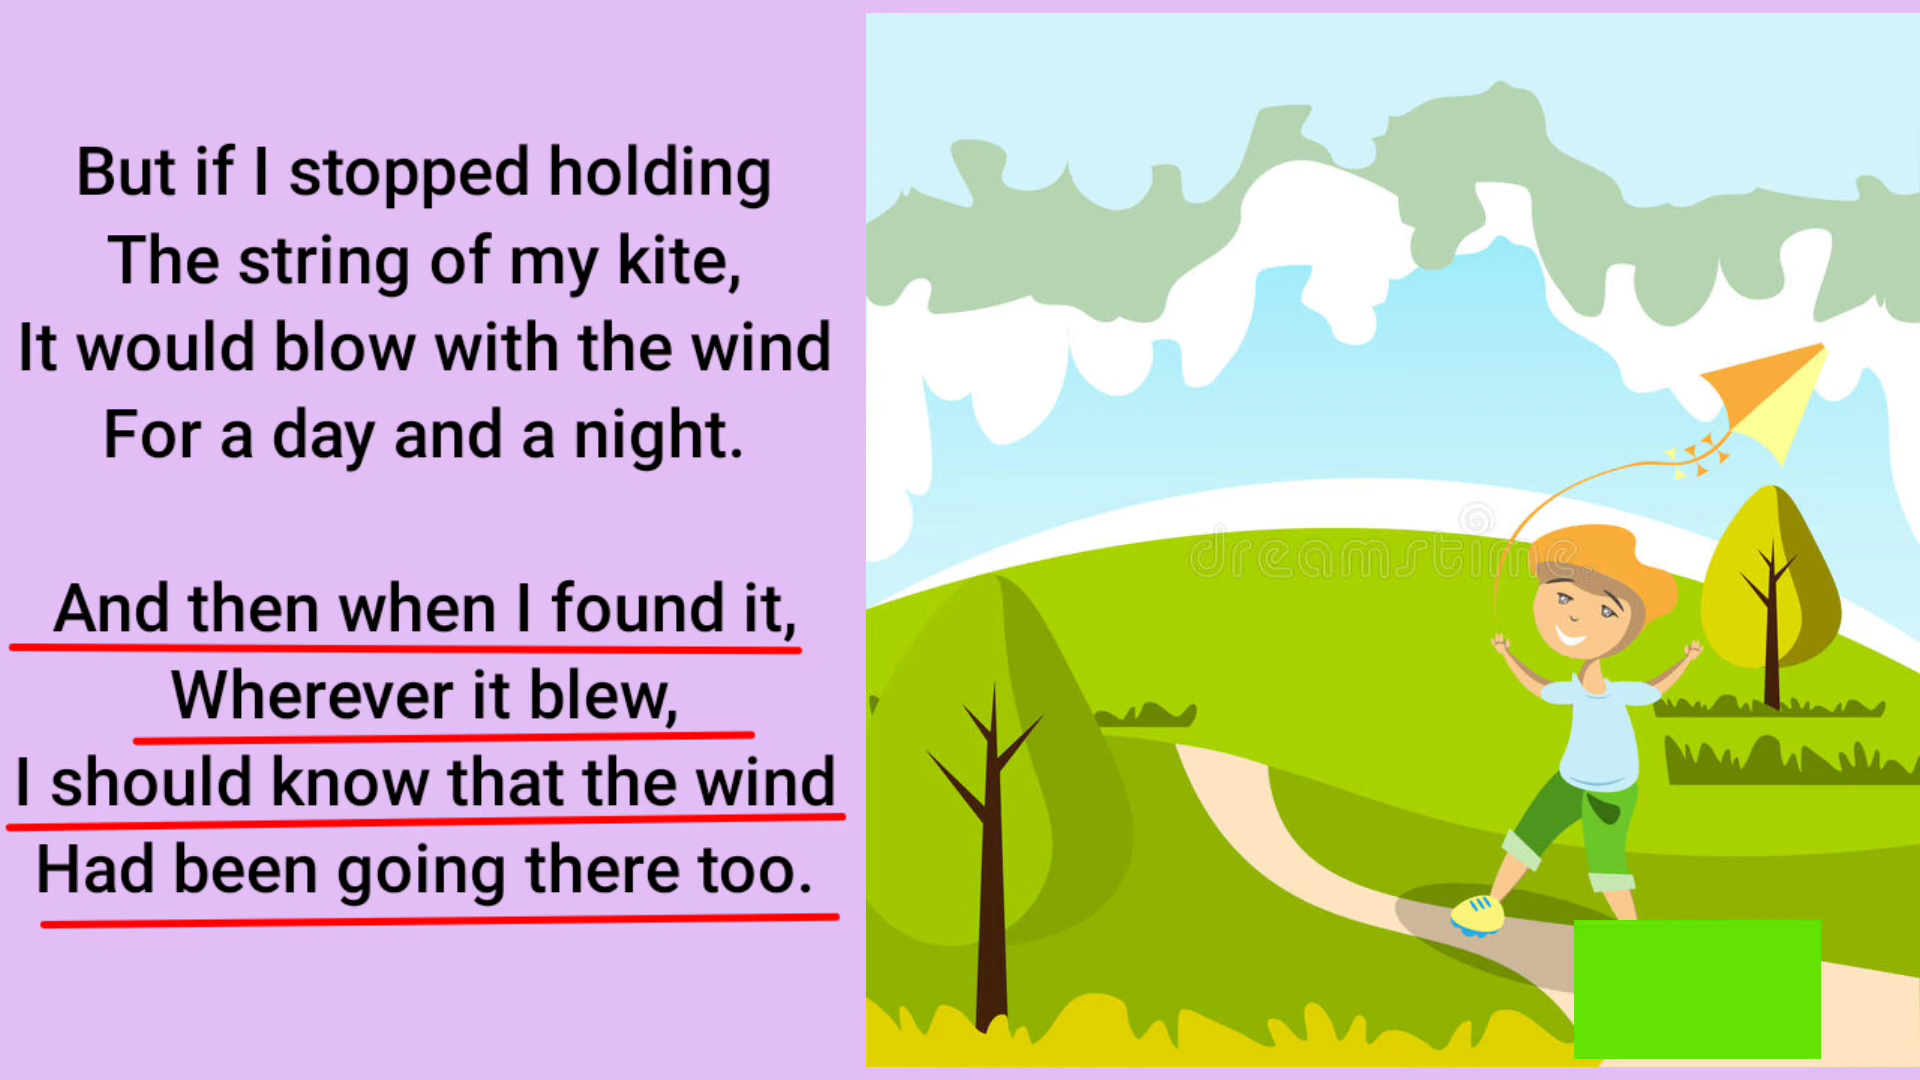 But if I stopped holding
The string of my kite,
It would blow with the wind
For a day and a night.
And then when I found it,
Wherever it blew,
I should know that the wind
Had been going there too.
dreamstime.